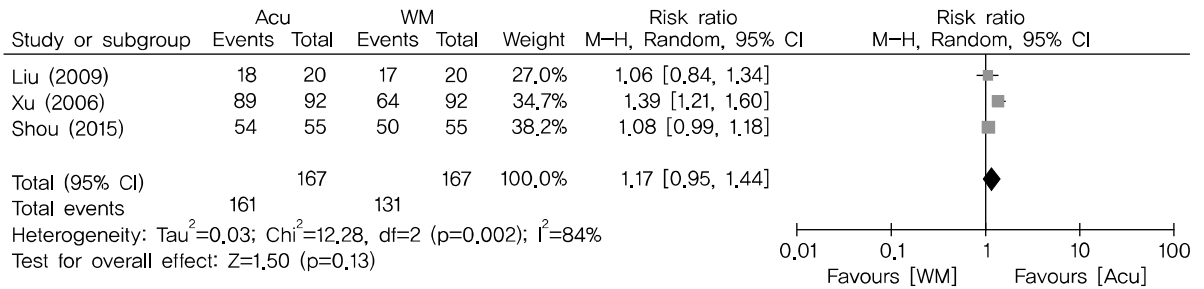 Acu WM Risk ratio Risk ratio
Study or subgroup Events Total Events Total Weight M-H, Random, 95% CI M-H, Random, 95% CI
Liu (2009) 18 20 17 20 27.0% 1.06 [0.84, 1.34]
Xu (2006) 89 92 64 92 34.7% 1.39 [1.21, 1.60]
Shou (2015) 54 55 50 55 38.2% 1.08 [0.99, 1.18]
Total (95% CI) 167 167 100.0% 1.17 [0.95, 1.44]
Total events 161 131
Heterogeneity: Tau²=0.03; Chi²=12.28, df=2 (p=0.002); I²=84%
Test for overall effect: Z=1.50 (p=0.13)
0.01 0.1 1 10 100
Favours [WM] Favours [Acu]